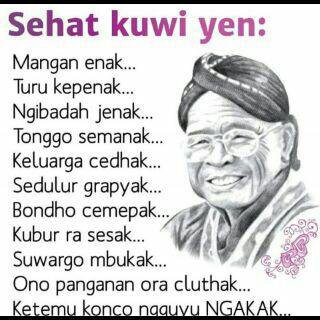 Sehat kuwi yen:
Mangan enak...
Turu kepenak...
Ngibadah jenak...
Tonggo semanak...
Keluarga cedhak...
Sedulur grapyak...
Bondho cemepak...
Kubur ra sesak...
Suwargo mbukak...
Ono panganan ora cluthak...
Ketemu konco ngguyu NGAKAK...